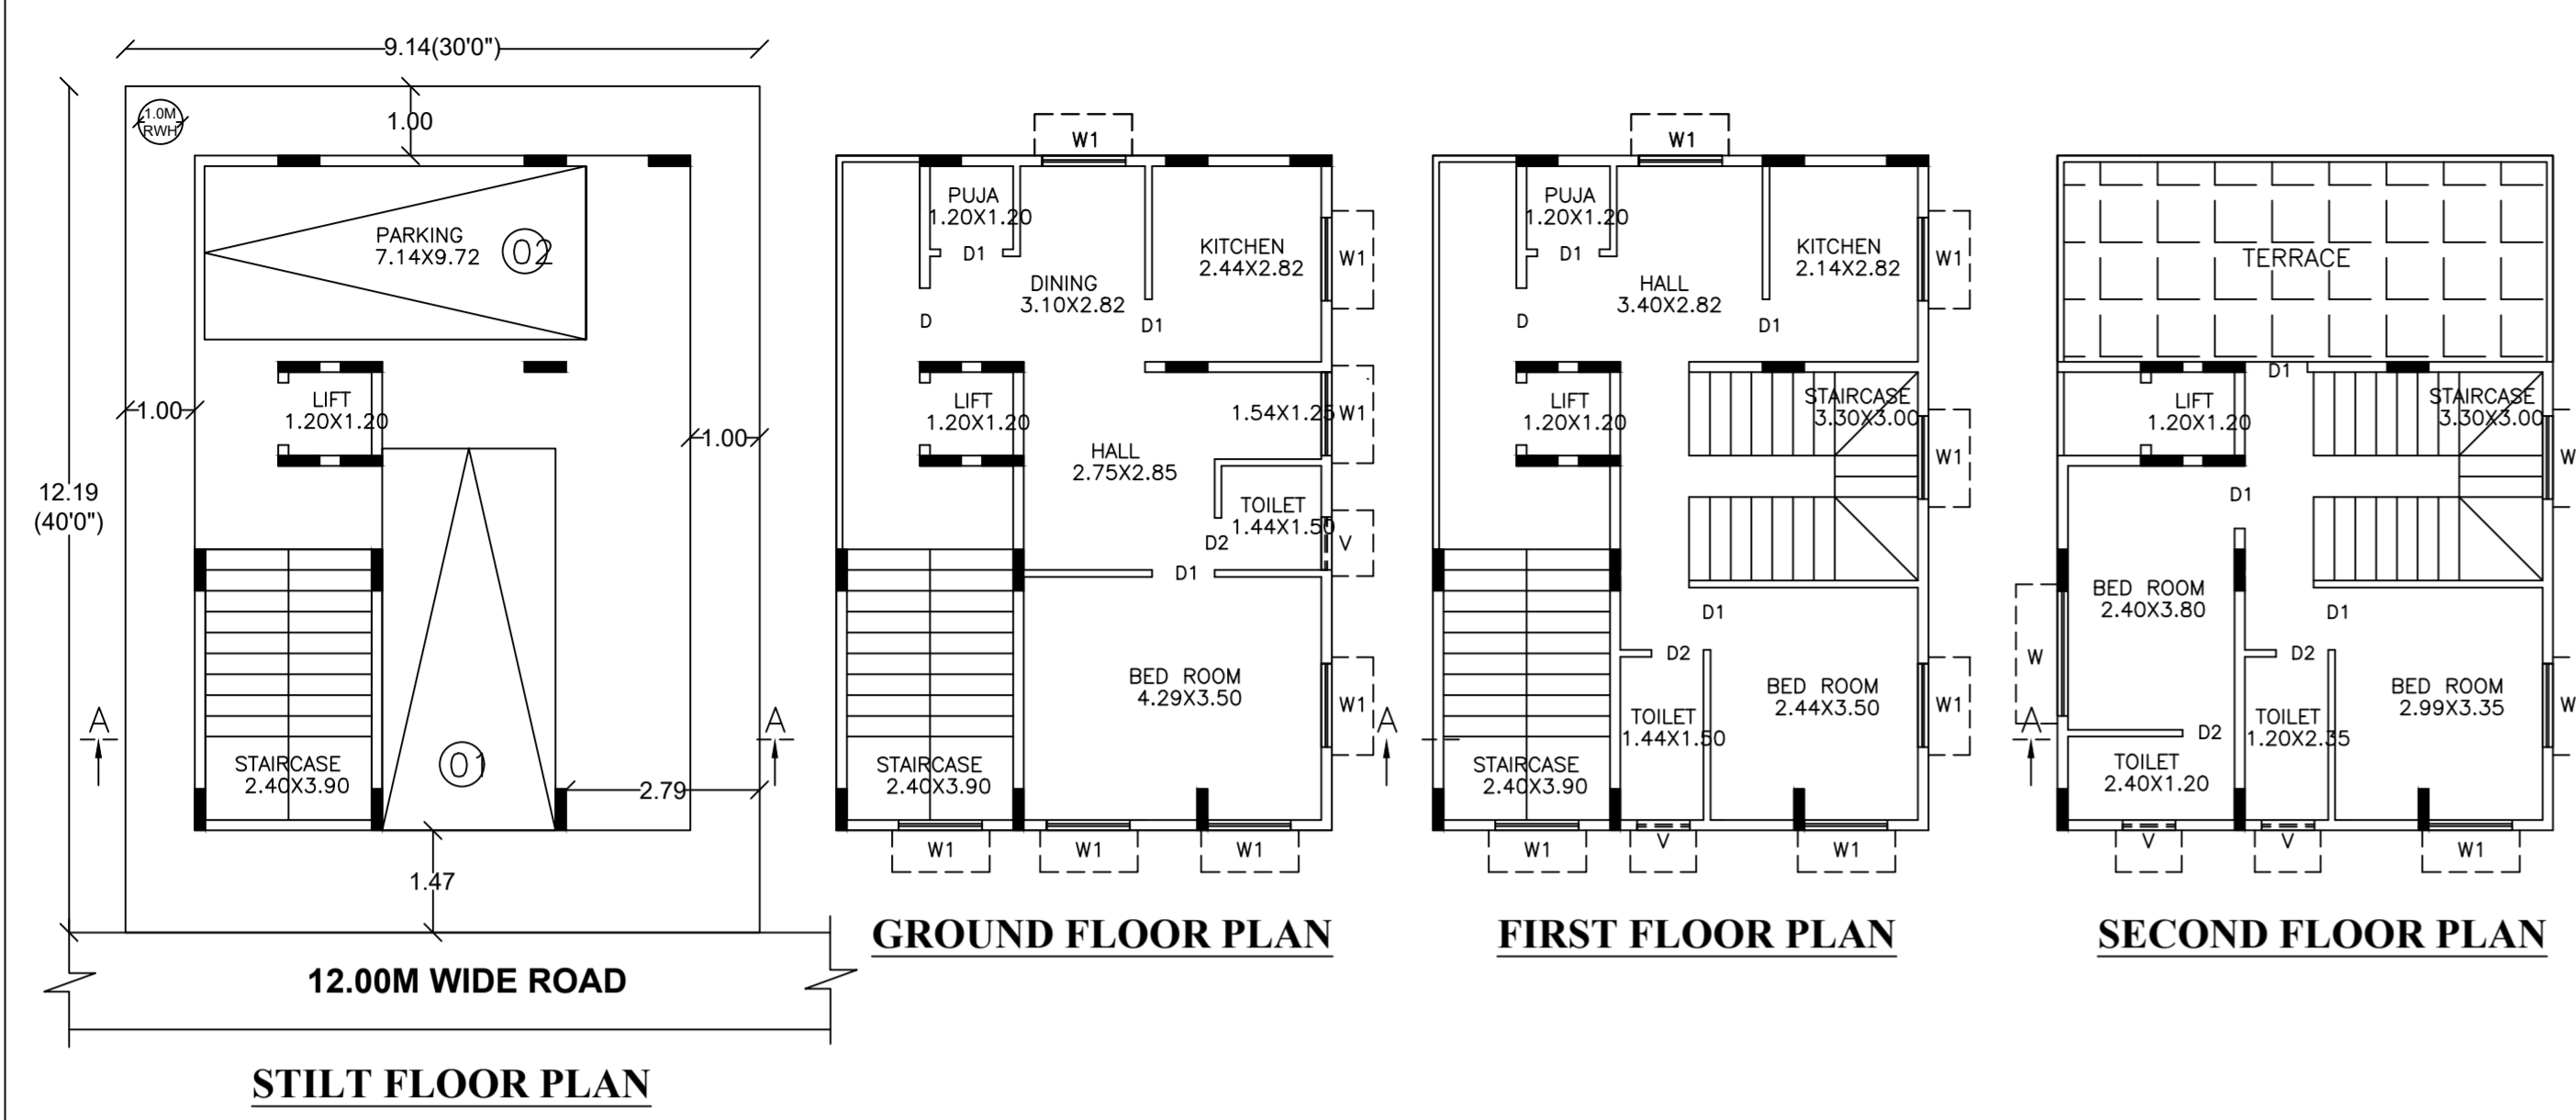 9.14(30'0")
1.0M
RWH
1.00
PARKING
7.14X9.72
02
LIFT
1.20X1.20
1.00
1.00
12.19
(40'0")
A
A
STAIRCASE
2.40X3.90
01
2.79
1.47
12.00M WIDE ROAD
STILT FLOOR PLAN
W1
PUJA
1.20X1.20
D1
KITCHEN
2.44X2.82
W1
DINING
3.10X2.82
D
D1
LIFT
1.20X1.20
1.54X1.25
W1
HALL
2.75X2.85
TOILET
1.44X1.50
D2
V
D1
BED ROOM
4.29X3.50
W1
STAIRCASE
2.40X3.90
W1
W1
W1
GROUND FLOOR PLAN
W1
PUJA
1.20X1.20
D1
KITCHEN
2.14X2.82
W1
HALL
3.40X2.82
D
D1
LIFT
1.20X1.20
STAIRCASE
3.30X3.00
W1
D1
D2
BED ROOM
2.44X3.50
W1
A
TOILET
1.44X1.50
STAIRCASE
2.40X3.90
W1
V
W1
FIRST FLOOR PLAN
TERRACE
D1
LIFT
1.20X1.20
STAIRCASE
3.30X3.00
W
D1
BED ROOM
2.40X3.80
D1
W
D2
BED ROOM
2.99X3.35
W
A
D2
TOILET
1.20X2.35
TOILET
2.40X1.20
V
V
W1
SECOND FLOOR PLAN